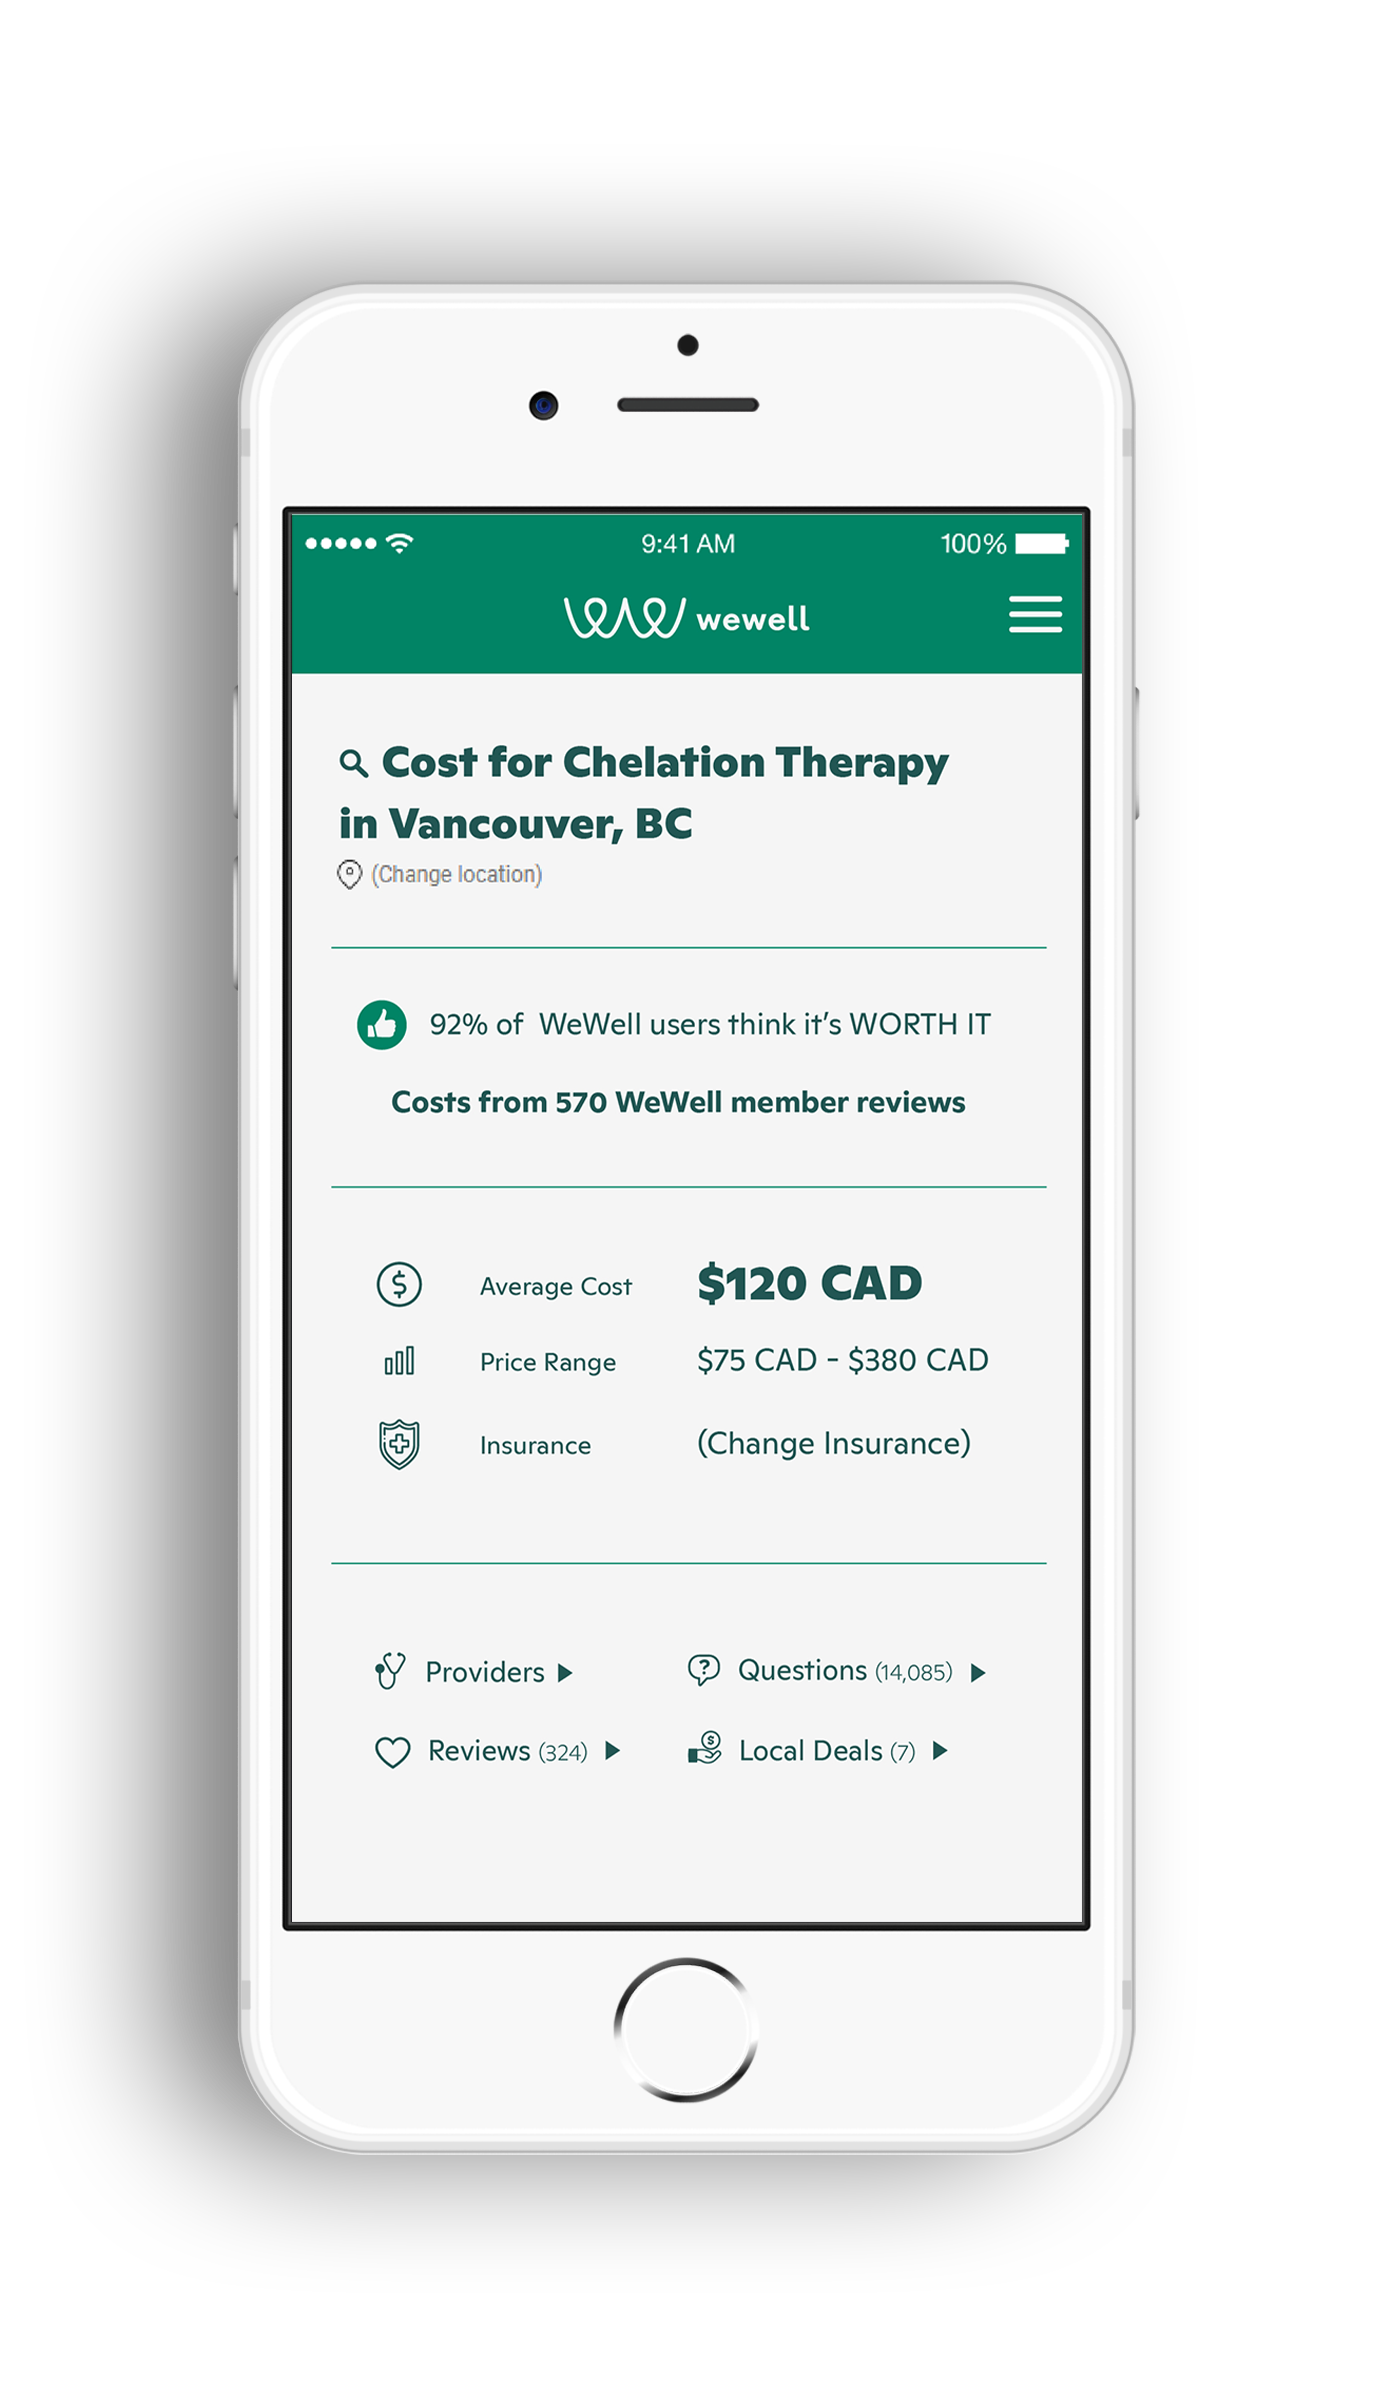 9:41 AM
100%
wewell
Cost for Chelation Therapy
in Vancouver, BC
(Change location)
92% of  WeWell users think it's WORTH IT
Costs from 570 WeWell member reviews
Average Cost $120 CAD
Price Range $75 CAD - $380 CAD
Insurance (Change Insurance)
Providers
Questions (14,085)
Reviews (324)
Local Deals (7)